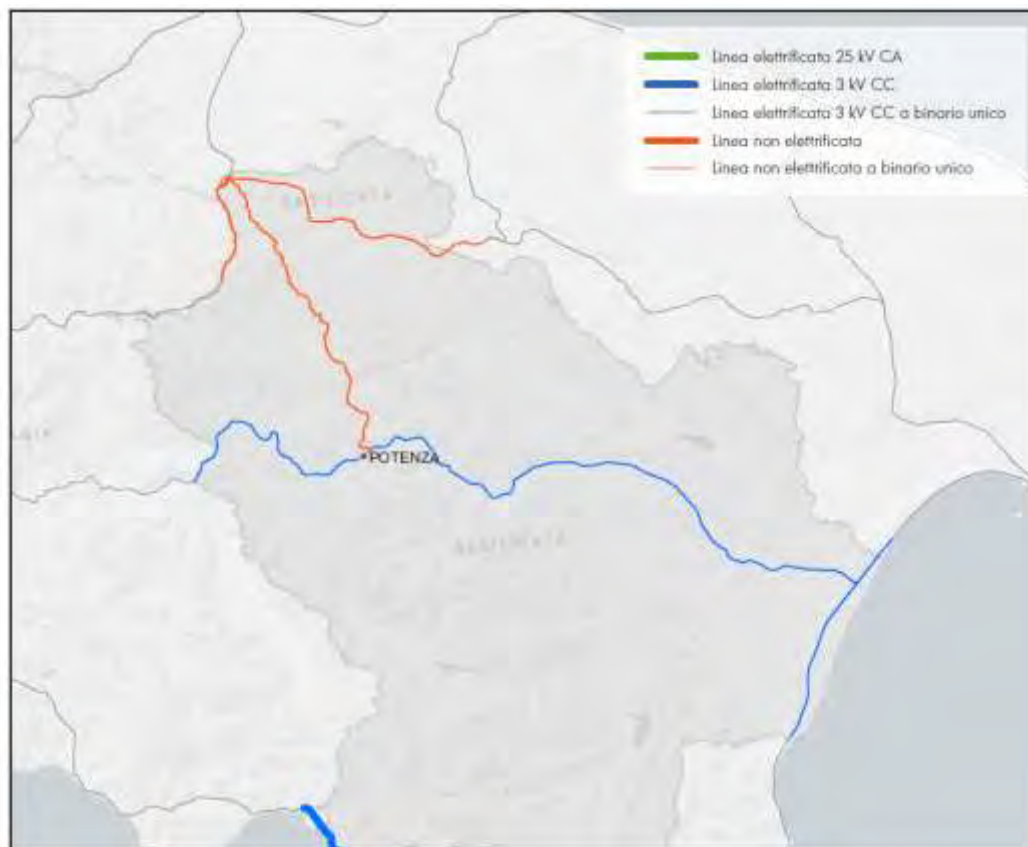 Linea elettrificata 25 kV CA
Linea elettrificata 3 kV CC
Linea elettrificata 3 kV CC a binario unico
Linea non elettrificata
Linea non elettrificata a binario unico
BASILICATA
POTENZA
BASILICATA